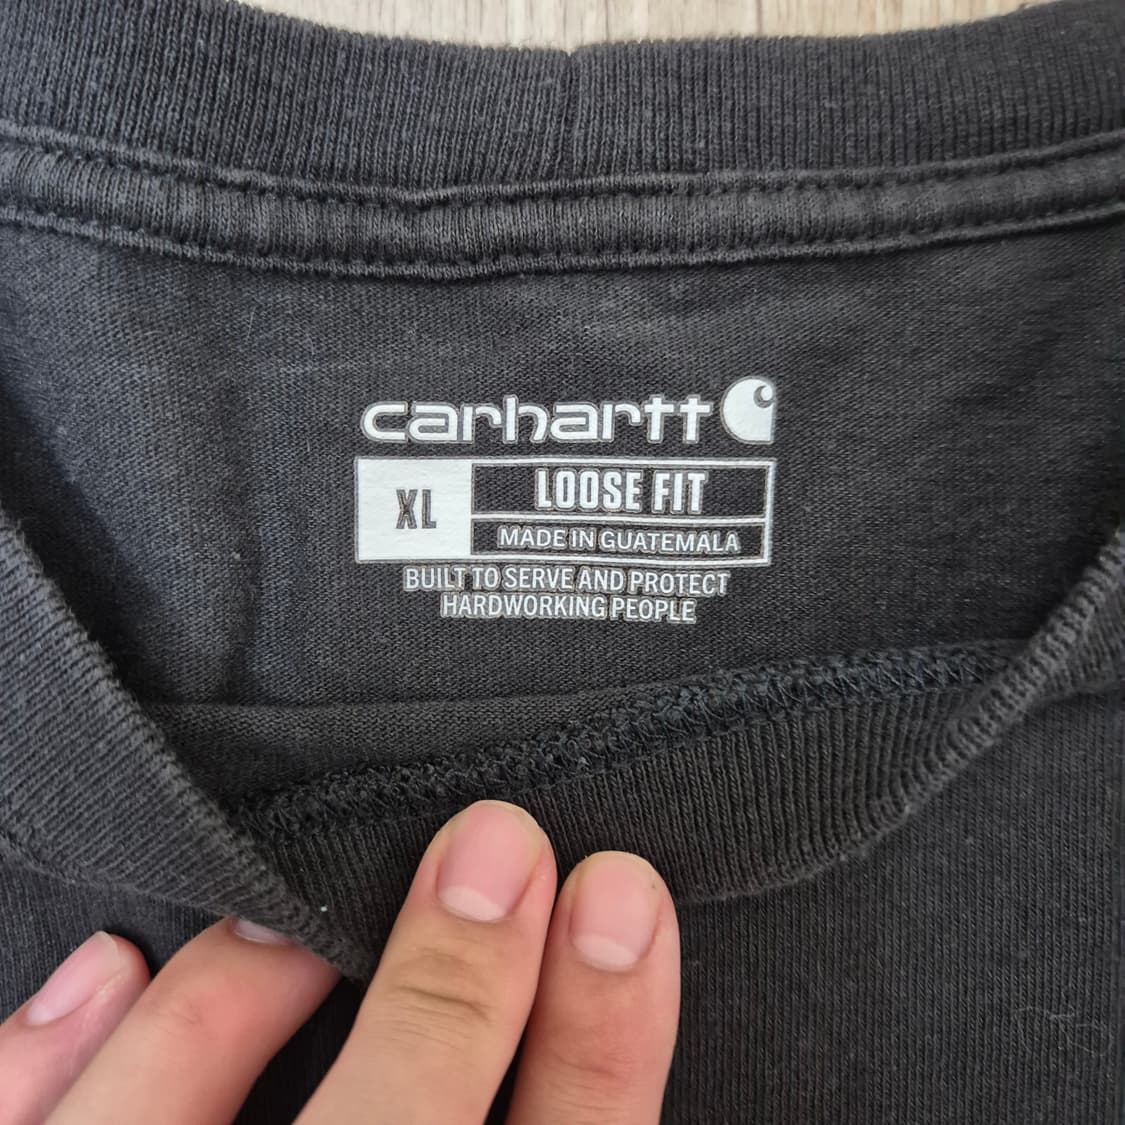 carhartt
XL
LOOSE FIT
MADE IN GUATEMALA
BUILT TO SERVE AND PROTECT
HARDWORKING PEOPLE